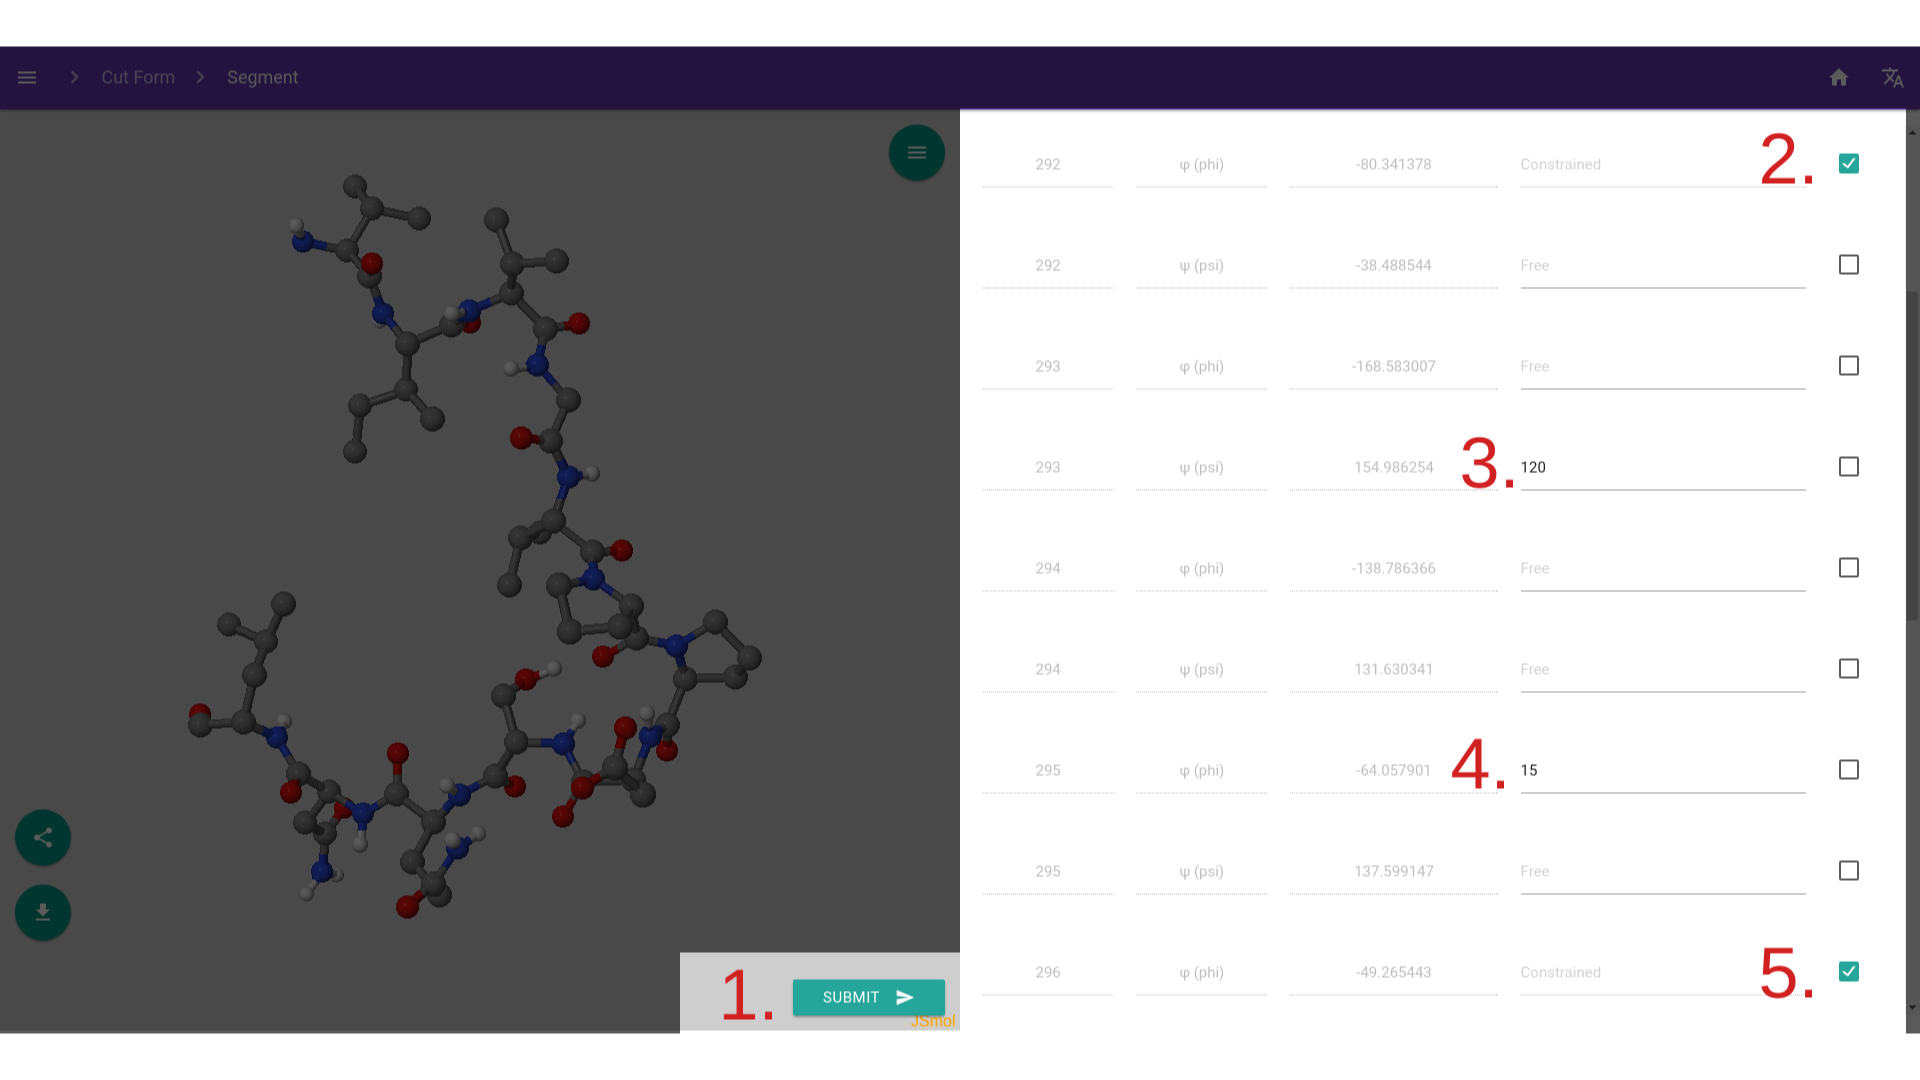 Cut Form Segment
292 φ (phi) -80.341378 Constrained 2.
292 ψ (psi) -38.488544 Free
293 φ (phi) -168.583007 Free
293 ψ (psi) 154.986254 3. 120
294 φ (phi) -138.786366 Free
294 ψ (psi) 131.630341 Free
295 φ (phi) -64.057901 4. 15
295 ψ (psi) 137.599147 Free
296 φ (phi) -49.265443 Constrained 5.
1. SUBMIT
JSmol